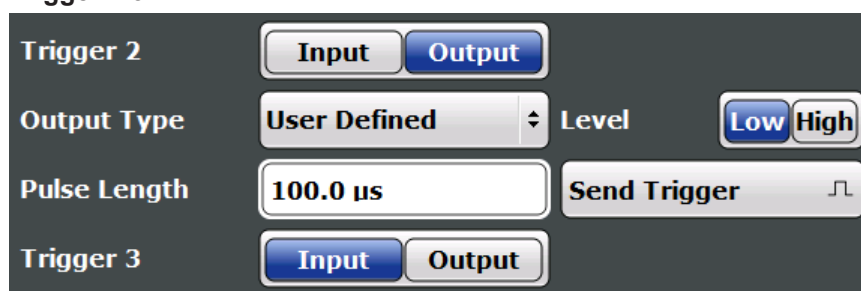 Trigger 2 Input Output
Output Type User Defined Level Low High
Pulse Length 100.0 µs Send Trigger
Trigger 3 Input Output